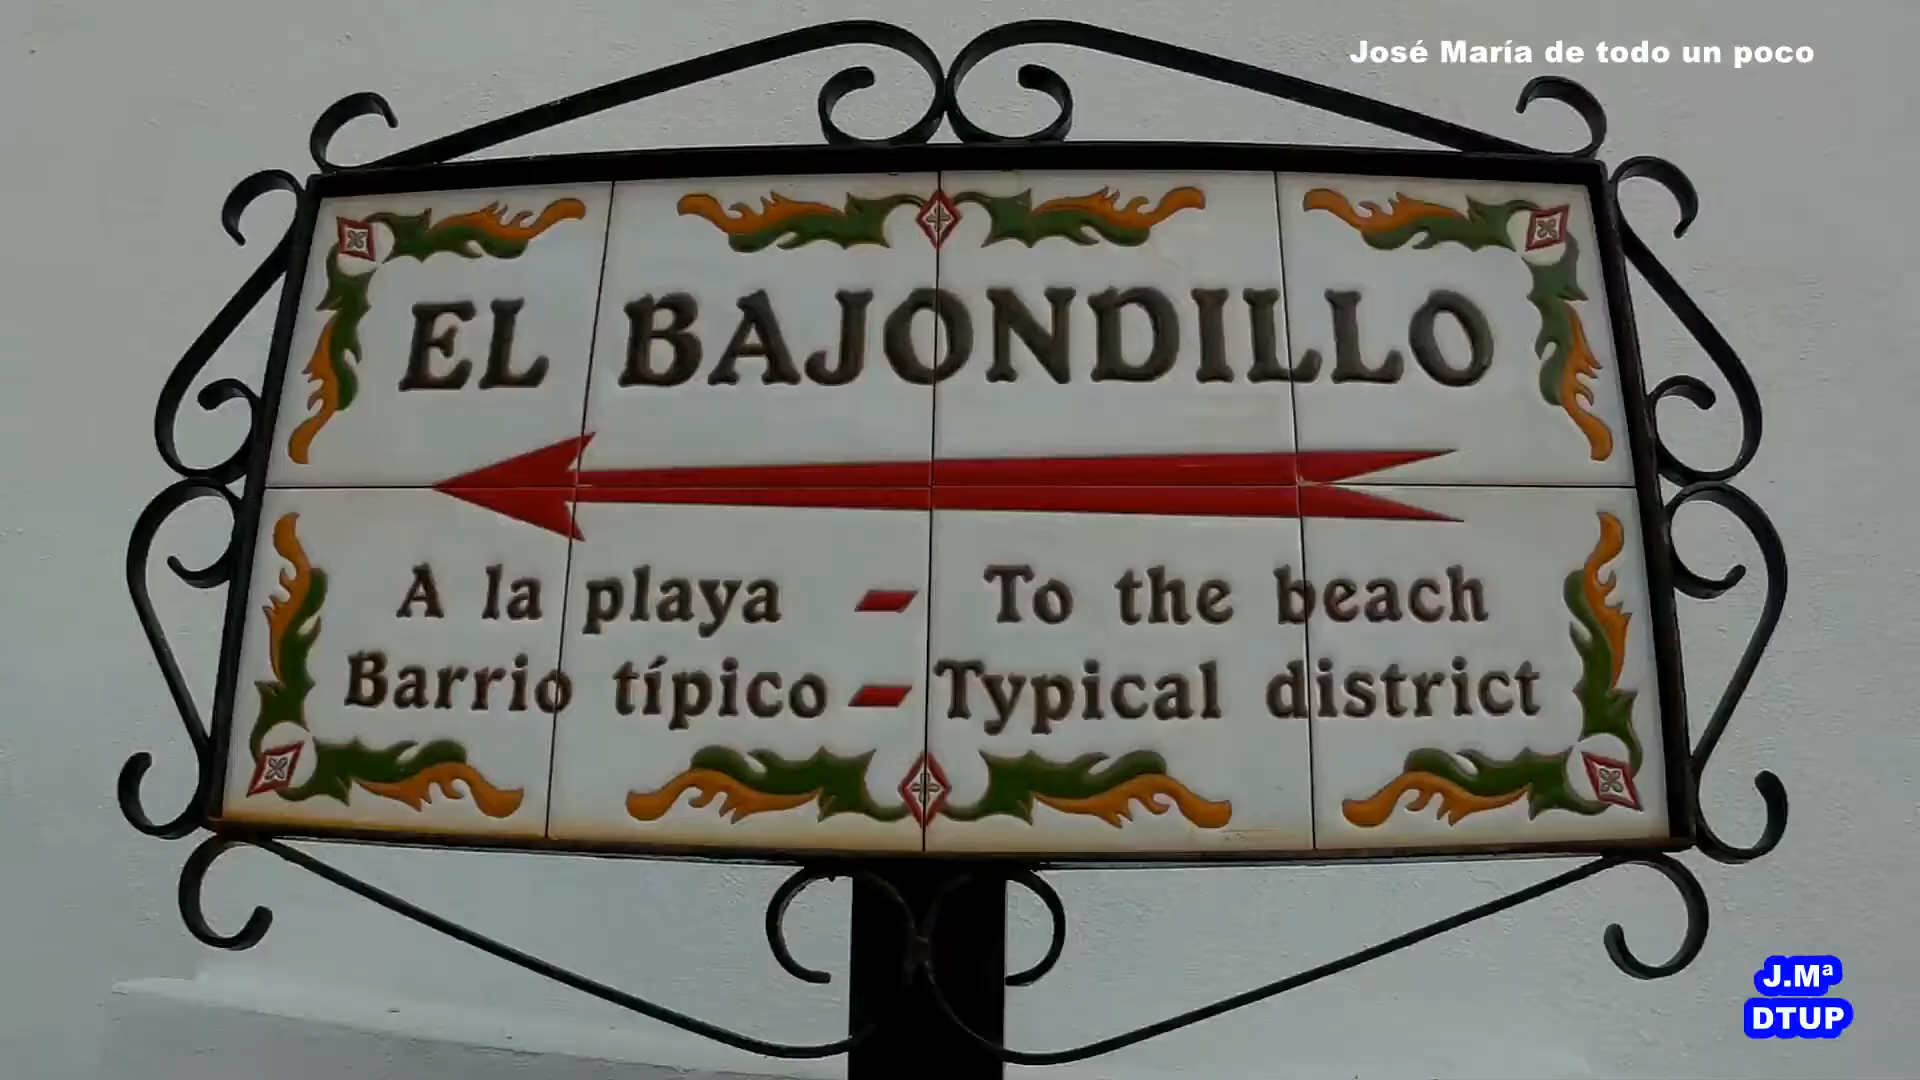 José María de todo un poco
EL BAJONDILLO
A la playa - To the beach
Barrio típico - Typical district
J.Mª
DTUP